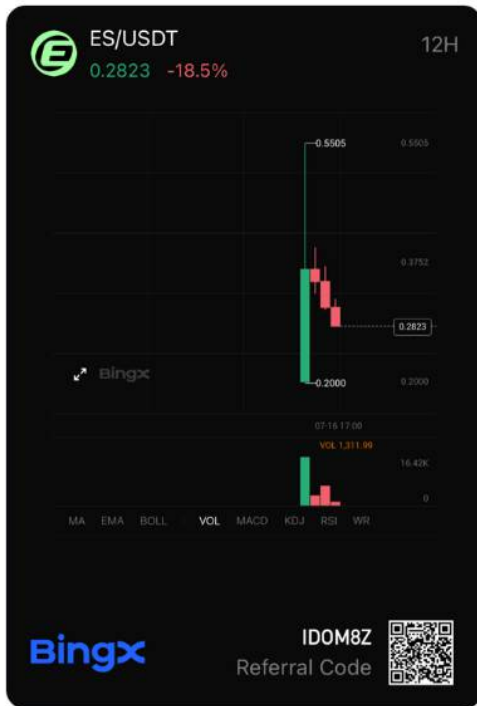 ES/USDT
12H
0.2823 -18.5%
0.5505
0.5505
0.3752
0.2823
Bingx
0.2000
0.2000
07-16 17:00
VOL 1,311.99
16.42K
0
MA EMA BOLL VOL MACD KDJ RSI WR
Bingx
IDOM8Z
Referral Code